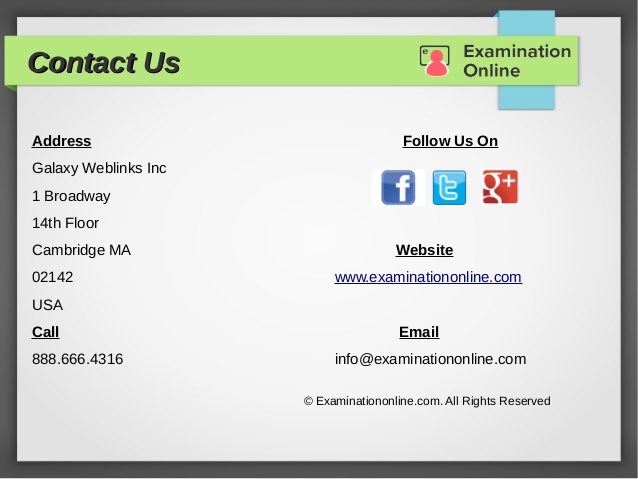 Contact Us
e
Examination
Online
Address
Galaxy Weblinks Inc
1 Broadway
14th Floor
Cambridge MA
02142
USA
Call
888.666.4316
Follow Us On
f
t
g+
Website
www.examinationonline.com
Email
info@examinationonline.com
© Examinationonline.com. All Rights Reserved